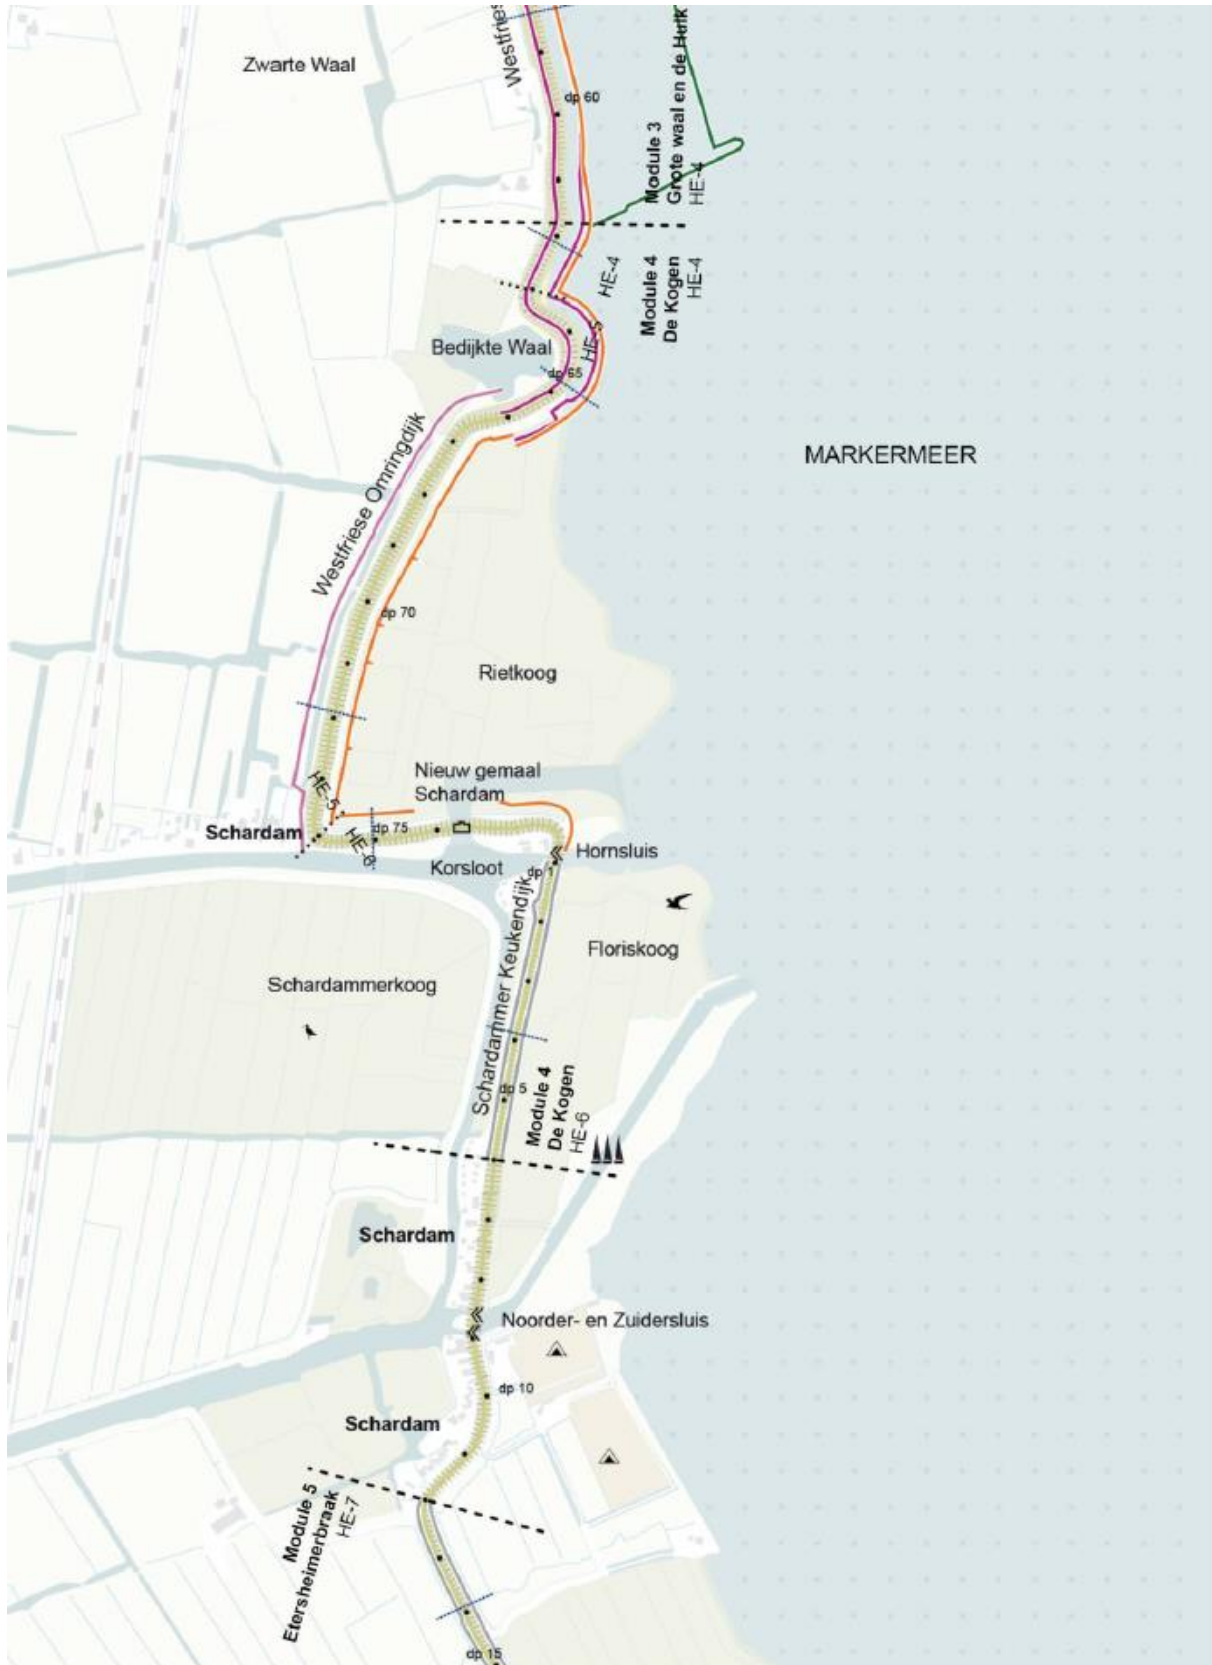 Zwarte Waal
Westfries
dp 60
Module 3
Grote waal en de Hulk
HE-4
HE-4
Module 4
De Kogen
HE-4
Bedijkte Waal
HE-5
dp 65
MARKERMEER
Westfriese Omringdijk
dp 70
Rietkoog
Nieuw gemaal
Schardam
HE-5
Schardam
HE-6
dp 75
Korsloot
Hornsluis
dp 1
Schardammer Keukendijk
Floriskoog
Schardammerkoog
dp 5
Module 4
De Kogen
HE-6
Schardam
Noorder- en Zuidersluis
dp 10
Schardam
Module 5
Etersheimerbraak
HE-7
dp 15